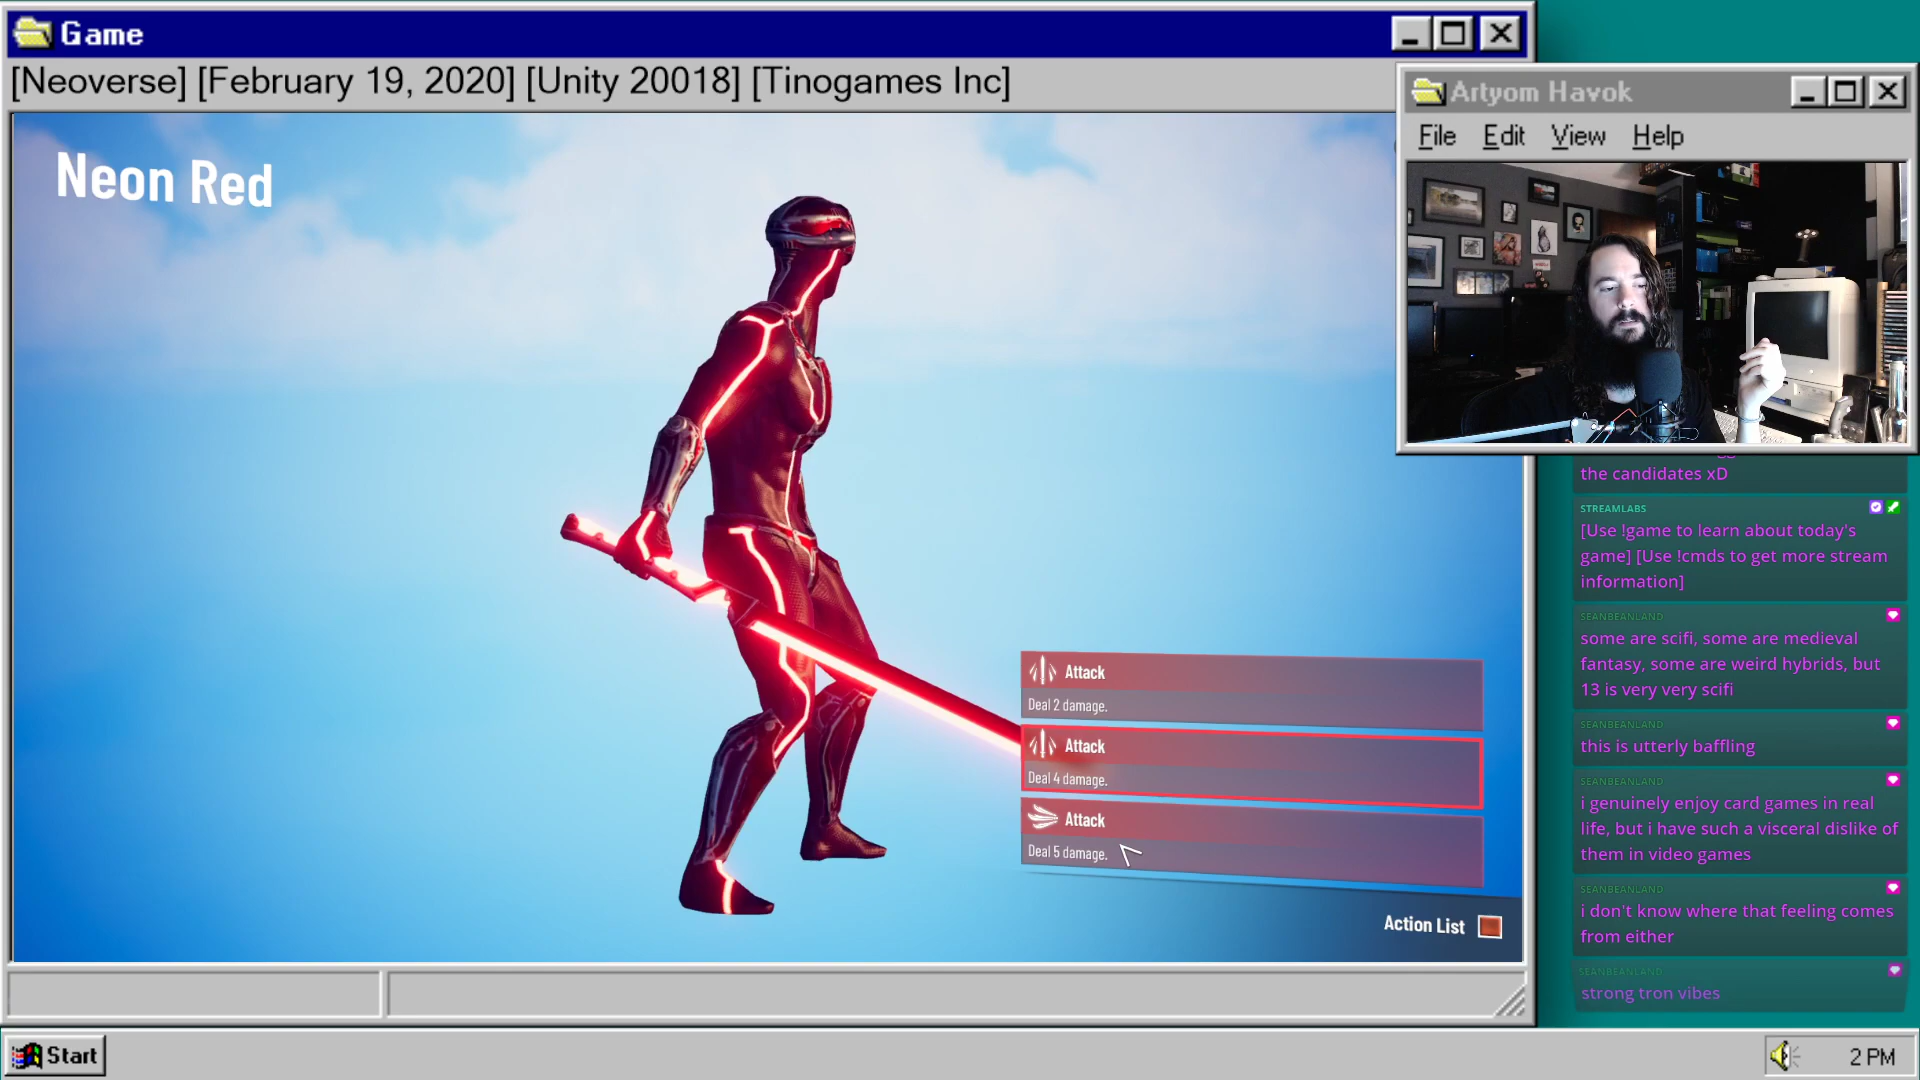 Game
[Neoverse] [February 19, 2020] [Unity 20018] [Tinogames Inc]
Neon Red
Attack
Deal 2 damage.
Attack
Deal 4 damage.
Attack
Deal 5 damage.
Action List
Artyom Havok
File Edit View Help
the candidates xD
STREAMLABS
[Use !game to learn about today's
game] [Use !cmds to get more stream
information]
SEANBEANLAND
some are scifi, some are medieval
fantasy, some are weird hybrids, but
13 is very very scifi
SEANBEANLAND
this is utterly baffling
SEANBEANLAND
i genuinely enjoy card games in real
life, but i have such a visceral dislike of
them in video games
SEANBEANLAND
i don't know where that feeling comes
from either
SEANBEANLAND
strong tron vibes
Start
2 PM